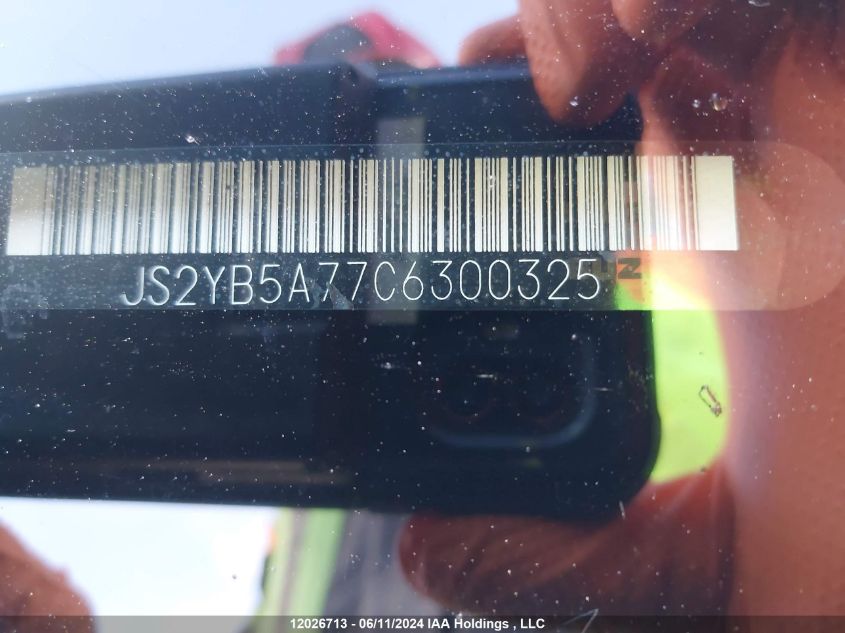 JS2YB5A77C6300325
12026713 - 06/11/2024 IAA Holdings , LLC